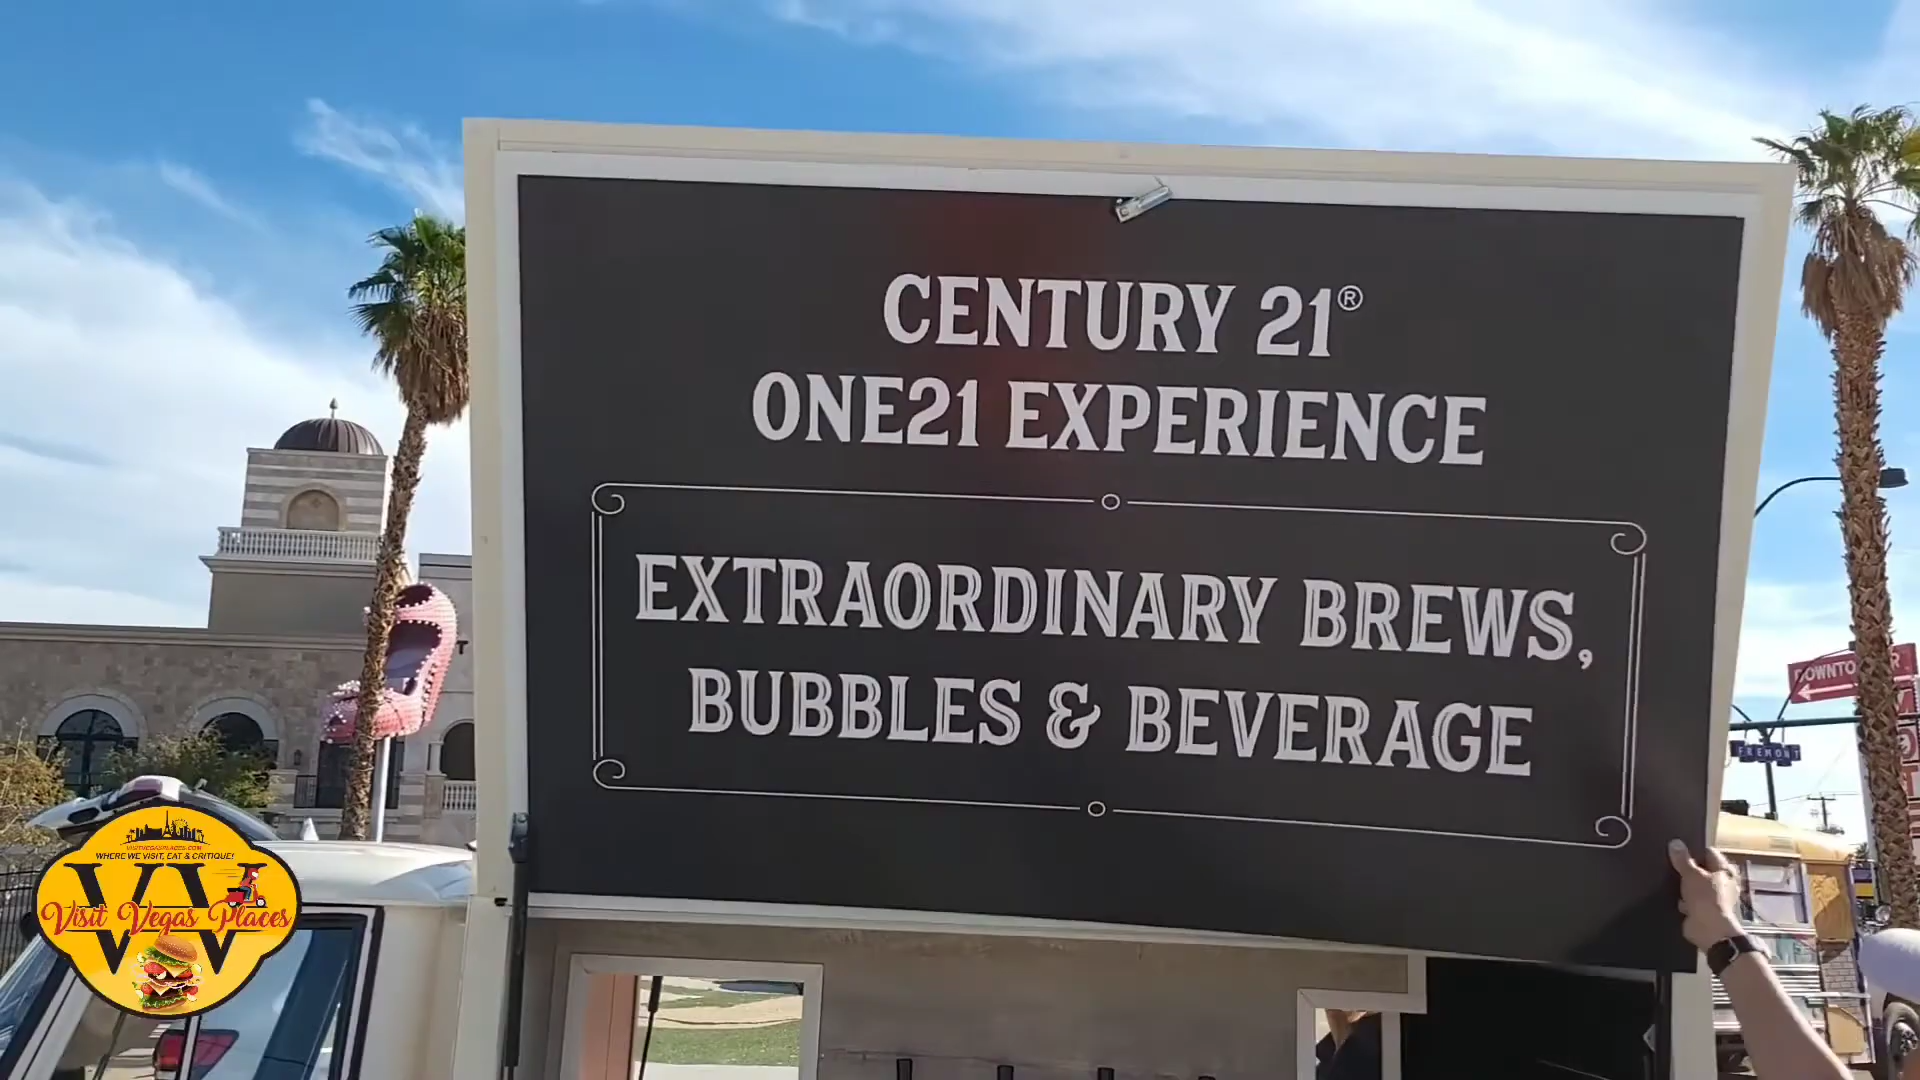 CENTURY 21®
ONE21 EXPERIENCE
EXTRAORDINARY BREWS,
BUBBLES & BEVERAGE
FREMONT
VISITVEGASPLACES.COM
WHERE WE VISIT, EAT & CRITIQUE!
VV
Visit Vegas Places